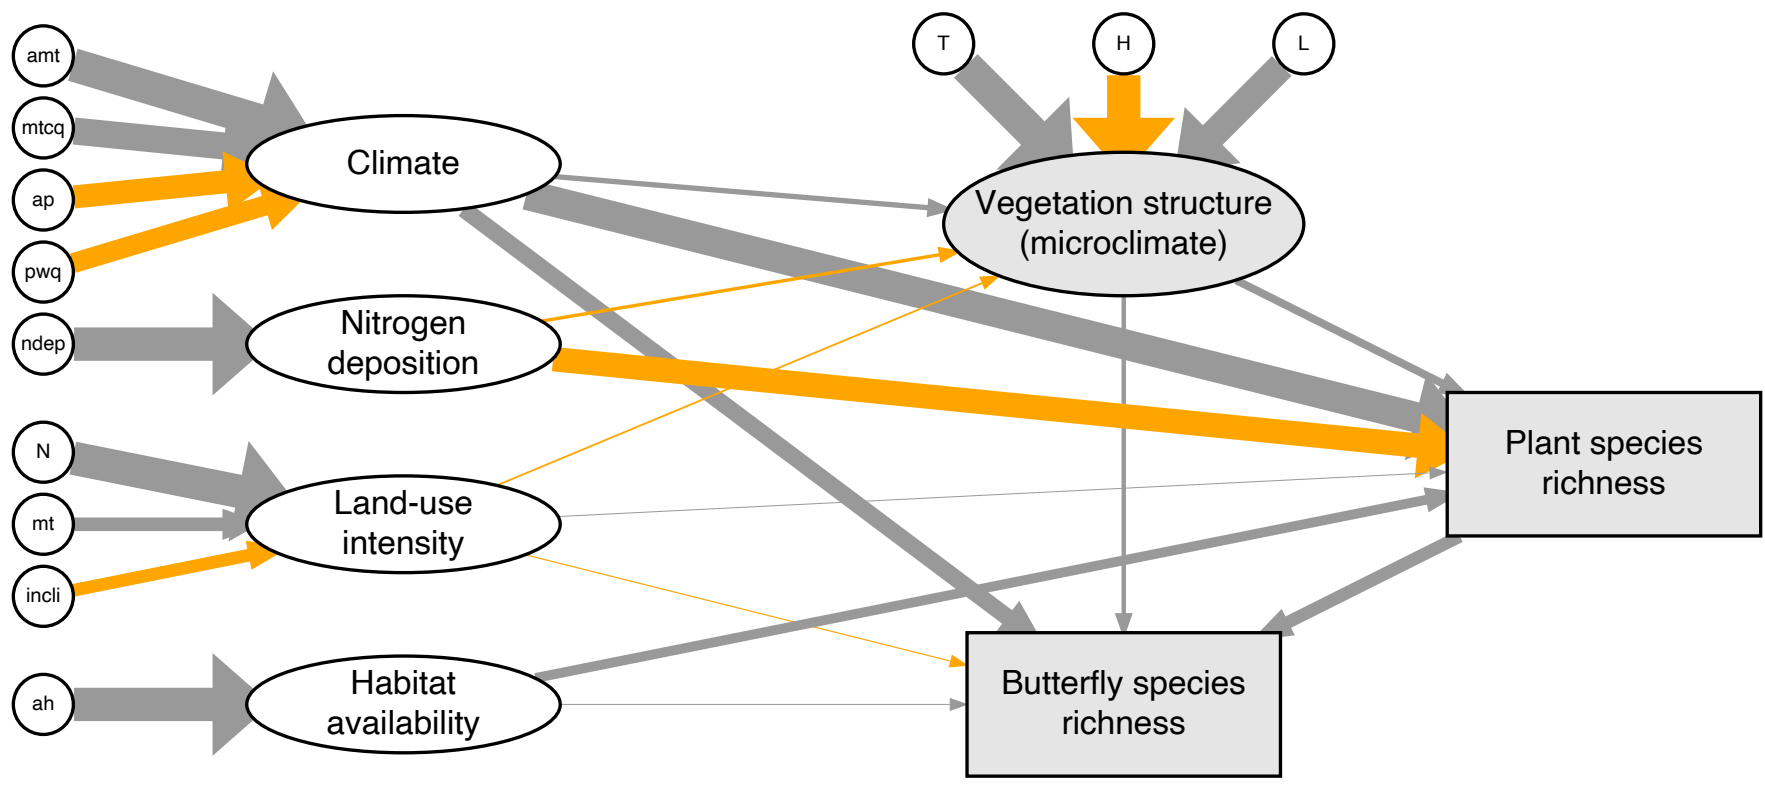 amt
mtcq
ap
pwq
ndep
N
mt
incli
ah
T
H
L
Climate
Nitrogen
deposition
Land-use
intensity
Habitat
availability
Vegetation structure
(microclimate)
Plant species
richness
Butterfly species
richness